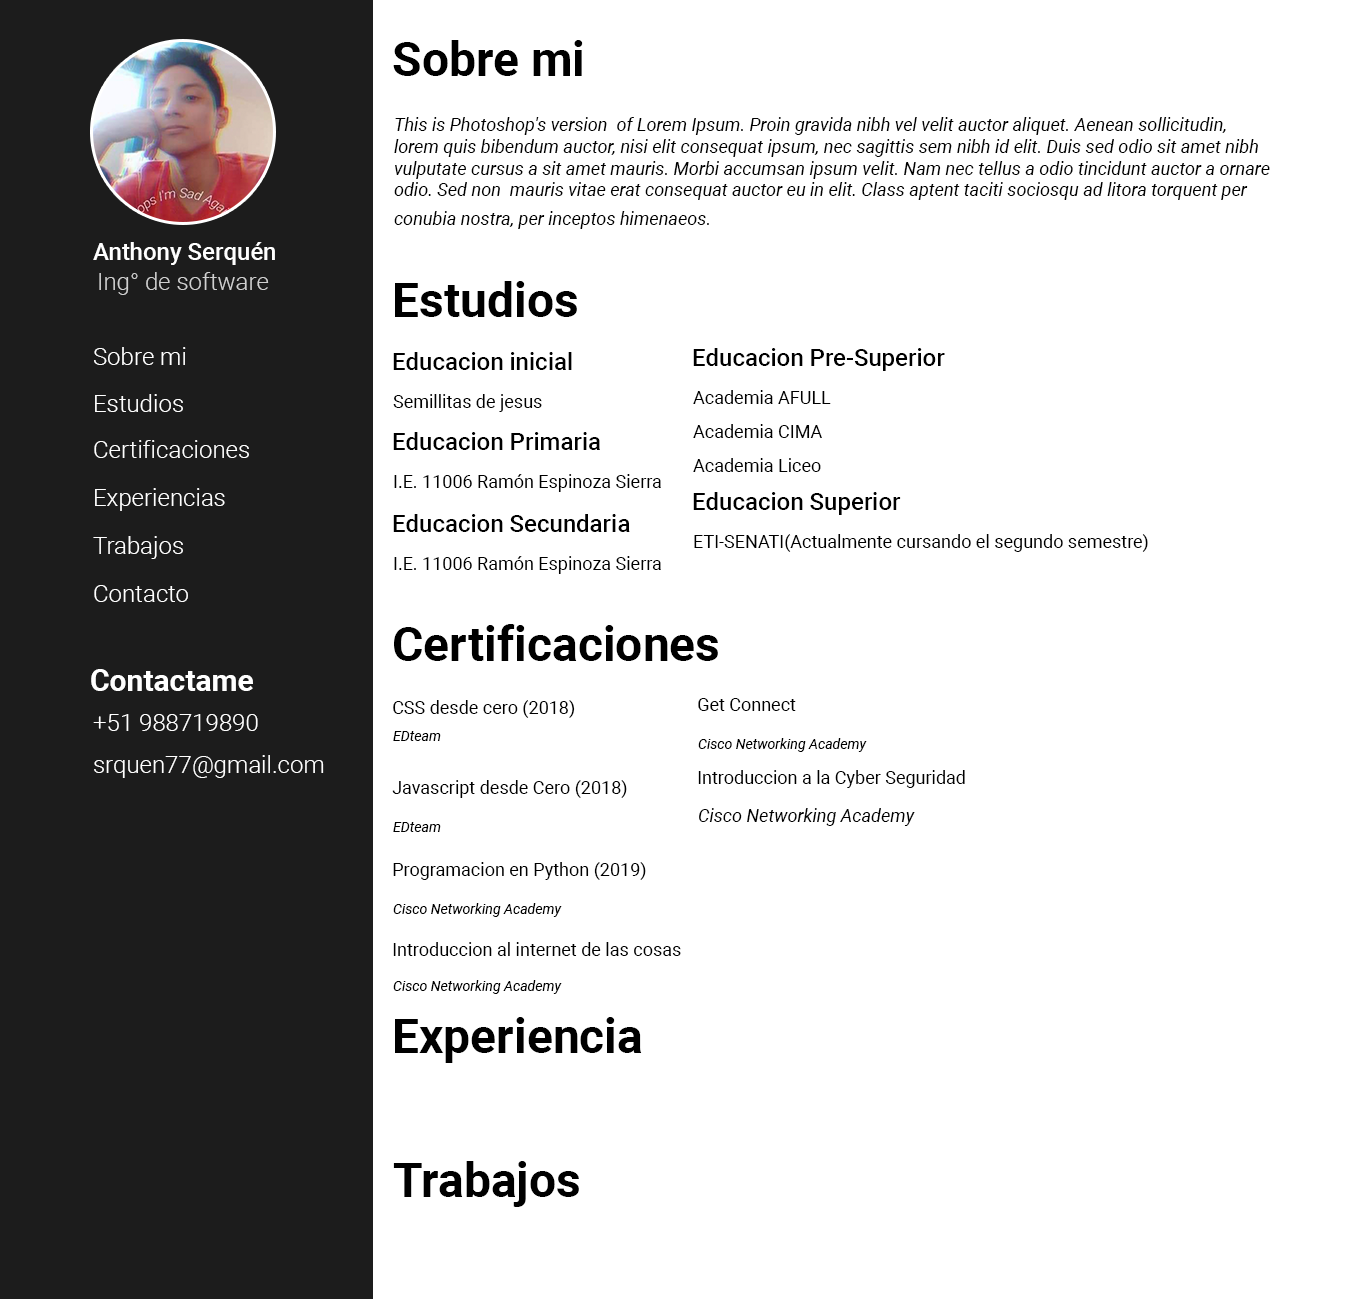 ops I'm Sad Aga
Anthony Serquén
Ing° de software
Sobre mi
Estudios
Certificaciones
Experiencias
Trabajos
Contacto
Contactame
+51 988719890
srquen77@gmail.com
Sobre mi
This is Photoshop's version  of Lorem Ipsum. Proin gravida nibh vel velit auctor aliquet. Aenean sollicitudin,
lorem quis bibendum auctor, nisi elit consequat ipsum, nec sagittis sem nibh id elit. Duis sed odio sit amet nibh
vulputate cursus a sit amet mauris. Morbi accumsan ipsum velit. Nam nec tellus a odio tincidunt auctor a ornare
odio. Sed non  mauris vitae erat consequat auctor eu in elit. Class aptent taciti sociosqu ad litora torquent per
conubia nostra, per inceptos himenaeos.
Estudios
Educacion inicial
Semillitas de jesus
Educacion Primaria
I.E. 11006 Ramón Espinoza Sierra
Educacion Secundaria
I.E. 11006 Ramón Espinoza Sierra
Educacion Pre-Superior
Academia AFULL
Academia CIMA
Academia Liceo
Educacion Superior
ETI-SENATI(Actualmente cursando el segundo semestre)
Certificaciones
CSS desde cero (2018)
EDteam
Javascript desde Cero (2018)
EDteam
Programacion en Python (2019)
Cisco Networking Academy
Introduccion al internet de las cosas
Cisco Networking Academy
Get Connect
Cisco Networking Academy
Introduccion a la Cyber Seguridad
Cisco Networking Academy
Experiencia
Trabajos